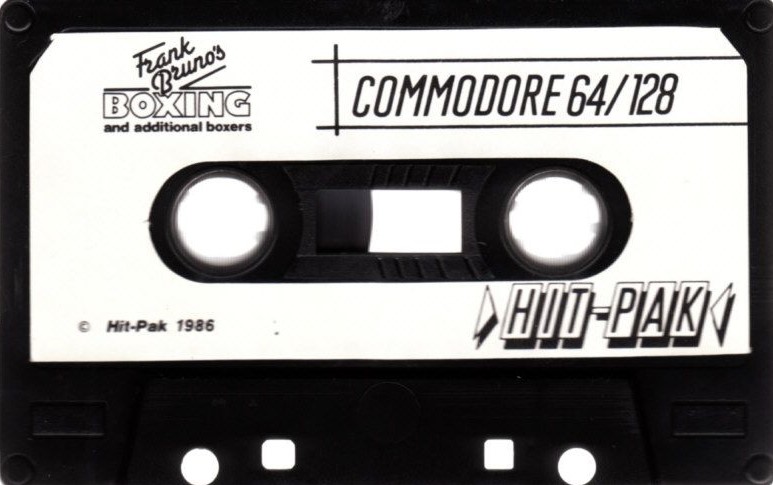 Frank
Bruno's
BOXING
and additional boxers
COMMODORE 64/128
© Hit-Pak 1986
HIT-PAK